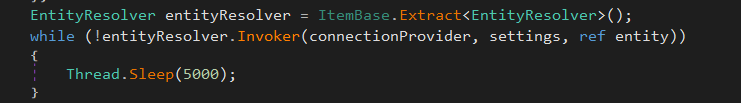 EntityResolver entityResolver = ItemBase.Extract<EntityResolver>();
while (!entityResolver.Invoker(connectionProvider, settings, ref entity))
{
Thread.Sleep(5000);
}